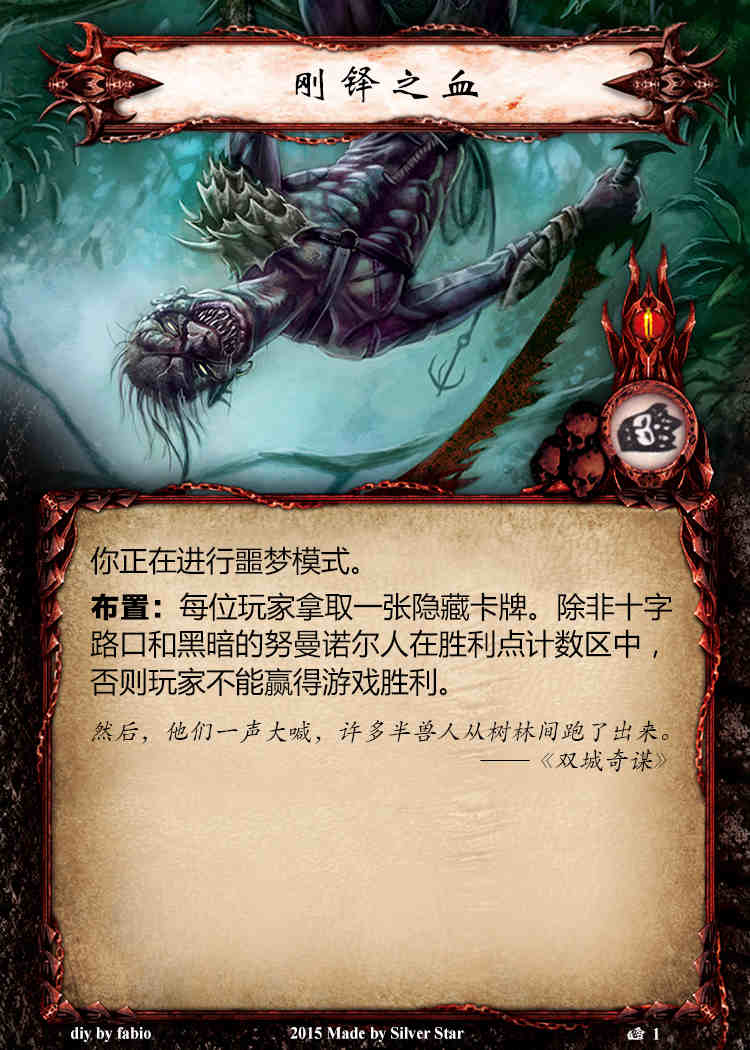 刚铎之血
你正在进行噩梦模式。
布置：每位玩家拿取一张隐藏卡牌。除非十字
路口和黑暗的努曼诺尔人在胜利点计数区中，
否则玩家不能赢得游戏胜利。
然后，他们一声大喊，许多半兽人从树林间跑了出来。
——《双城奇谋》
diy by fabio
2015 Made by Silver Star
1